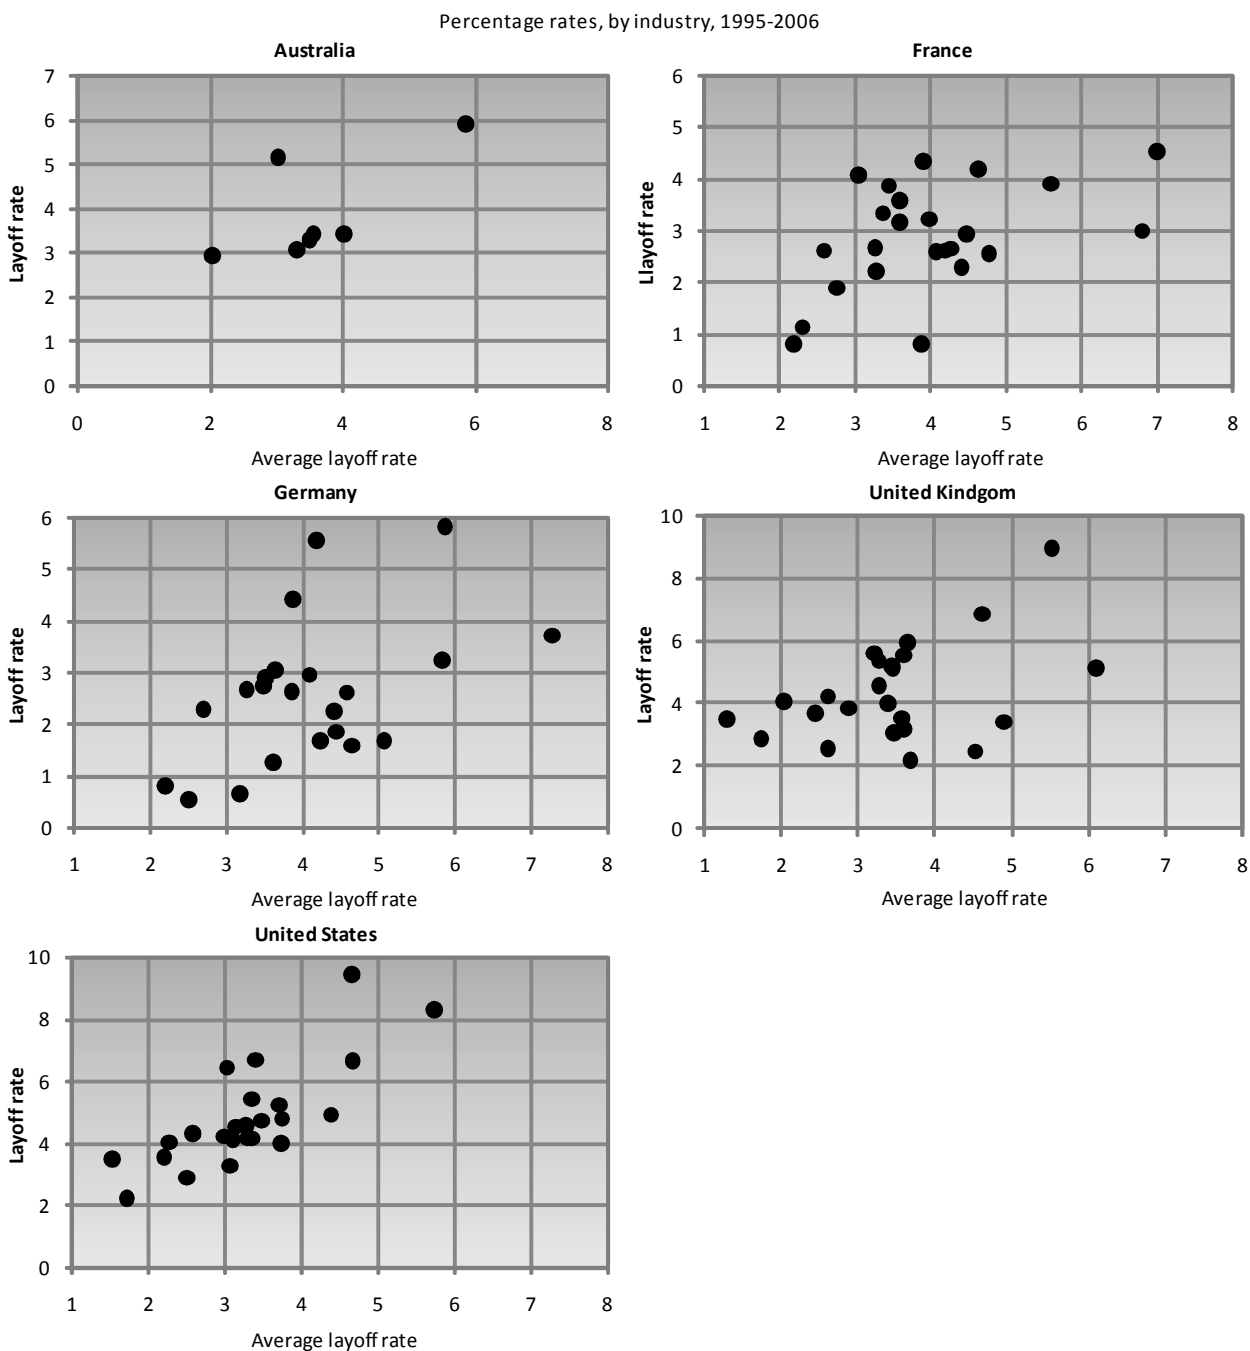 Percentage rates, by industry, 1995-2006
Australia
7
6
5
4
3
2
1
0
Layoff rate
0 2 4 6 8
Average layoff rate
France
6
5
4
3
2
1
0
Llayoff rate
1 2 3 4 5 6 7 8
Average layoff rate
Germany
6
5
4
3
2
1
0
Layoff rate
1 2 3 4 5 6 7 8
Average layoff rate
United Kindgom
10
8
6
4
2
0
Layoff rate
1 2 3 4 5 6 7 8
Average layoff rate
United States
10
8
6
4
2
0
Layoff rate
1 2 3 4 5 6 7 8
Average layoff rate